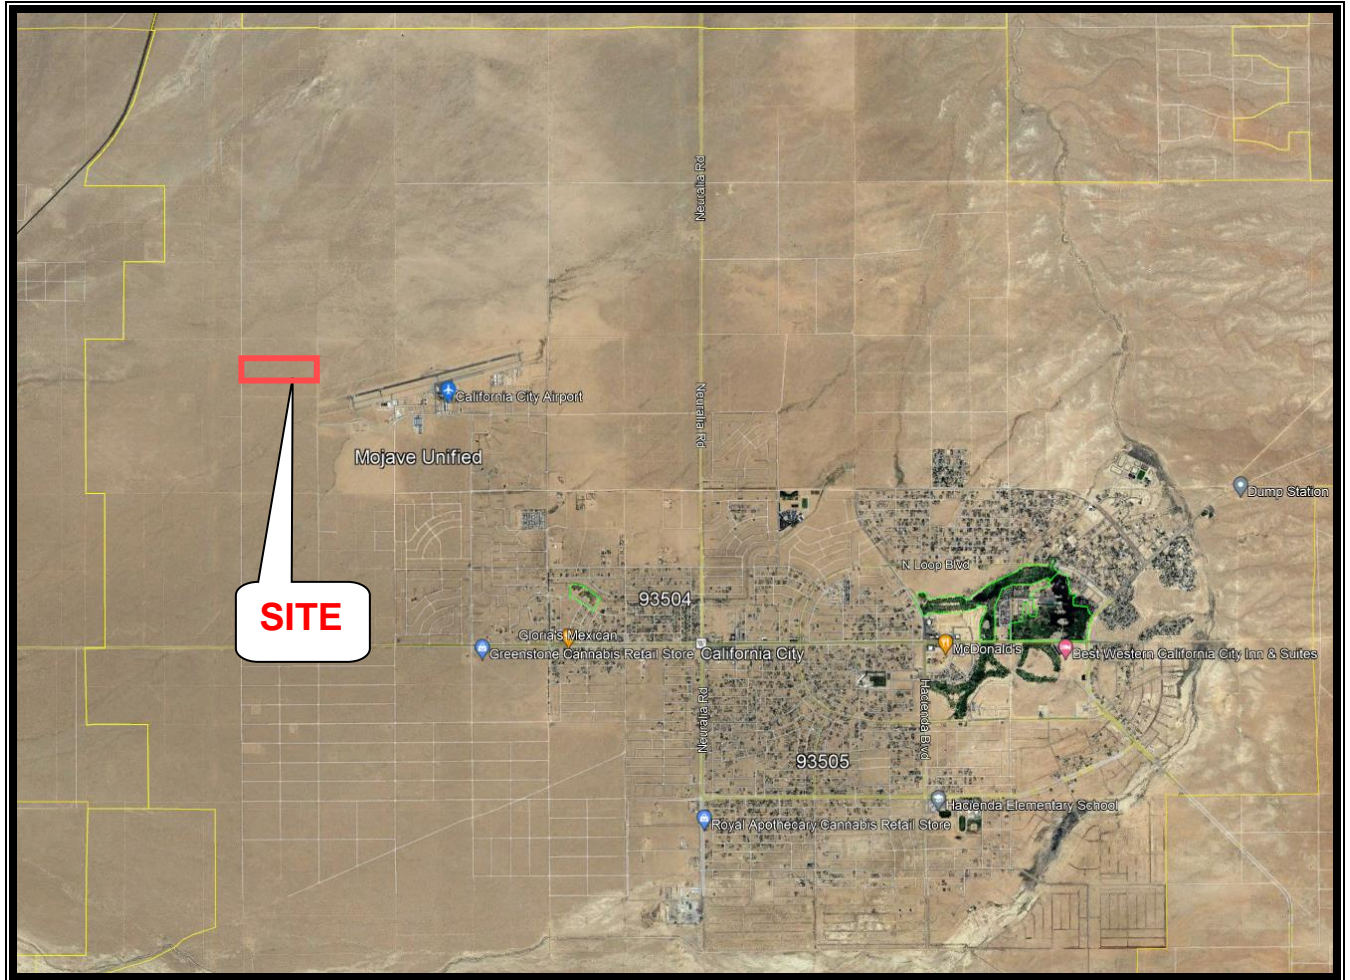 Neuralia Rd
California City Airport
Neuralia Rd
Mojave Unified
Dump Station
N Loop Blvd
93504
SITE
Gloria's Mexican
Greenstone Cannabis Retail Store
California City
McDonald's
Best Western California City Inn & Suites
Neuralia Rd
Hacienda Blvd
93505
Hacienda Elementary School
Royal Apothecary Cannabis Retail Store